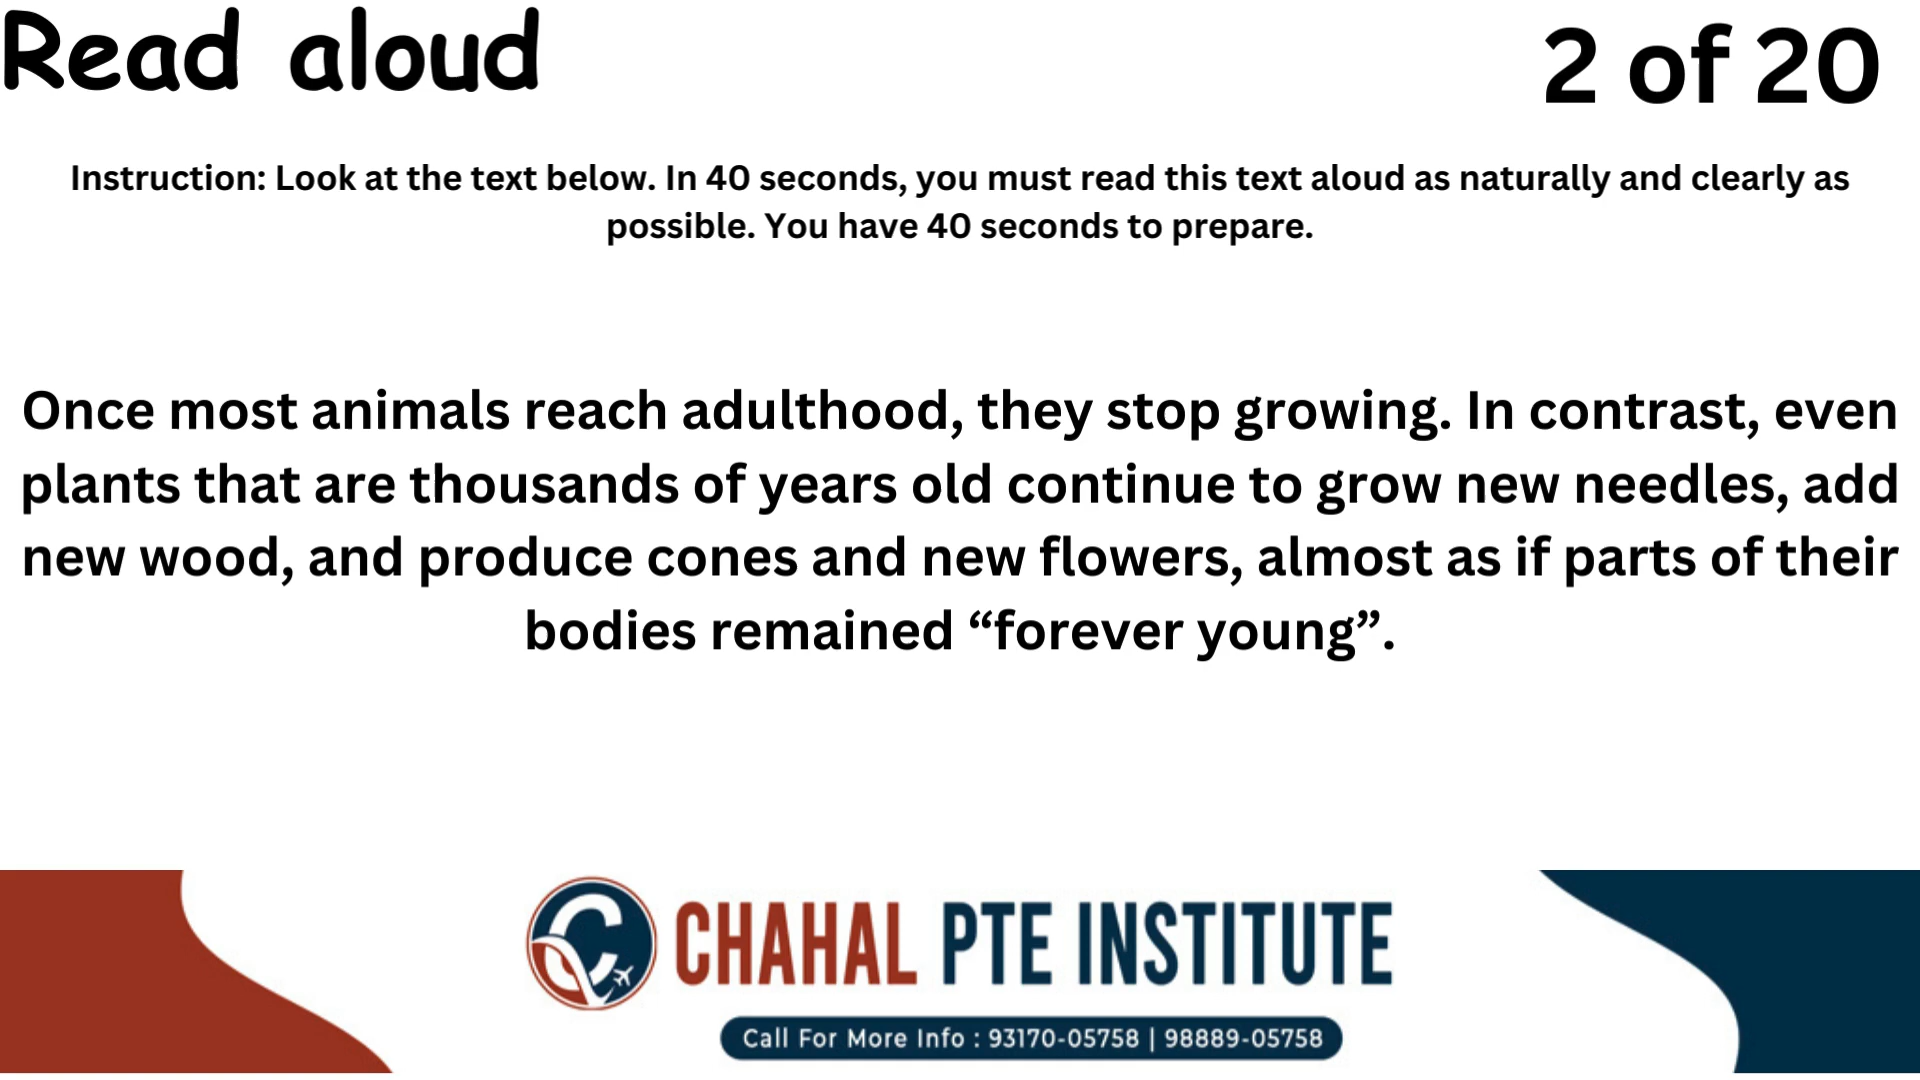 Read aloud
2 of 20
Instruction: Look at the text below. In 40 seconds, you must read this text aloud as naturally and clearly as
possible. You have 40 seconds to prepare.
Once most animals reach adulthood, they stop growing. In contrast, even
plants that are thousands of years old continue to grow new needles, add
new wood, and produce cones and new flowers, almost as if parts of their
bodies remained “forever young”.
CHAHAL PTE INSTITUTE
Call For More Info : 93170-05758 | 98889-05758